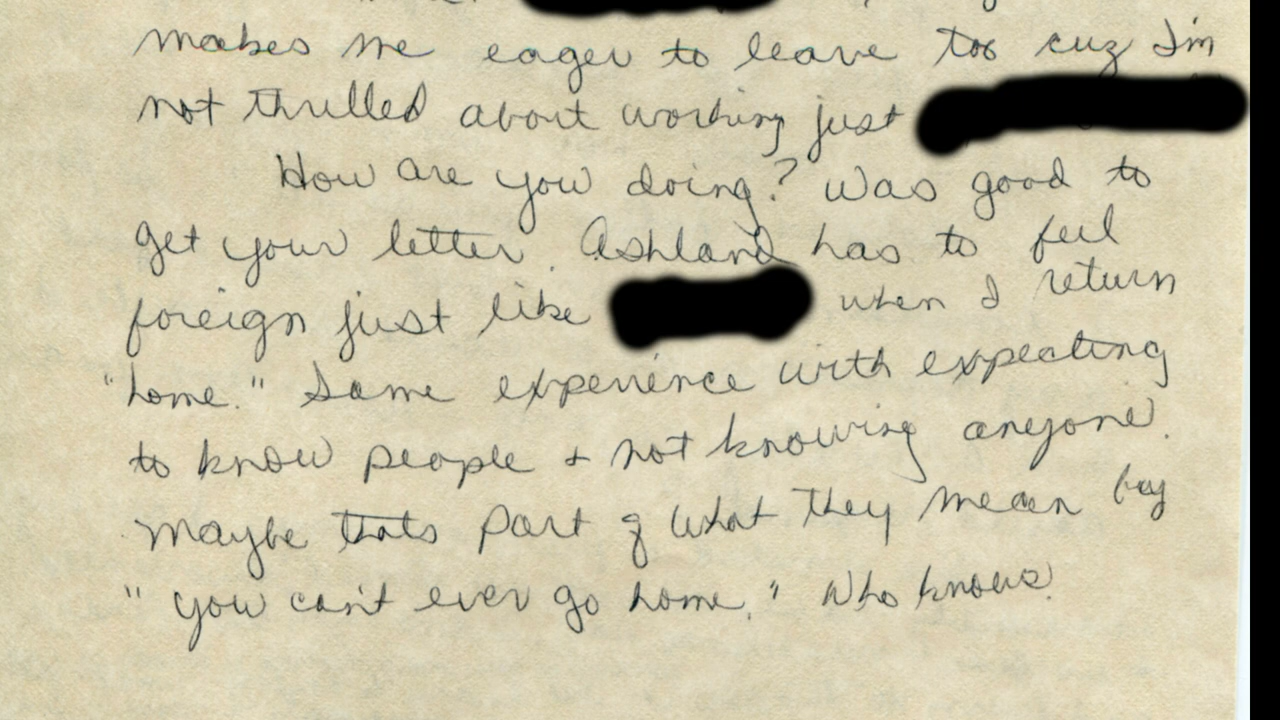 makes me eager to leave too cuz I'm
not thrilled about working just
How are you doing? Was good to
get your letter. Ashland has to feel
foreign just like when I return
"home." Same experience with expecting
to know people & not knowing anyone.
Maybe thats part of what they mean by
"you can't ever go home." Who knows.